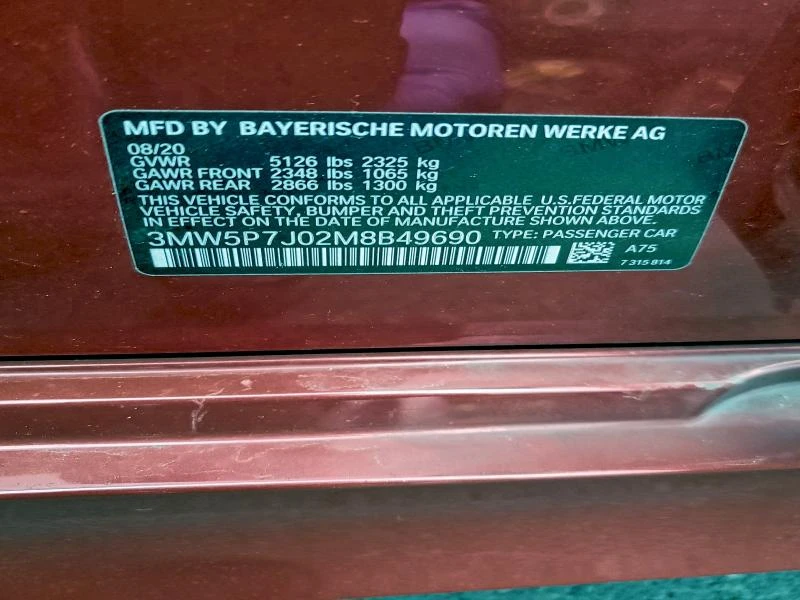 MFD BY BAYERISCHE MOTOREN WERKE AG
08/20
GVWR 5126 lbs 2325 kg
GAWR FRONT 2348 lbs 1065 kg
GAWR REAR 2866 lbs 1300 kg
THIS VEHICLE CONFORMS TO ALL APPLICABLE U.S.FEDERAL MOTOR
VEHICLE SAFETY, BUMPER AND THEFT PREVENTION STANDARDS
IN EFFECT ON THE DATE OF MANUFACTURE SHOWN ABOVE.
3MW5P7J02M8B49690 TYPE: PASSENGER CAR
A75
7 315 814